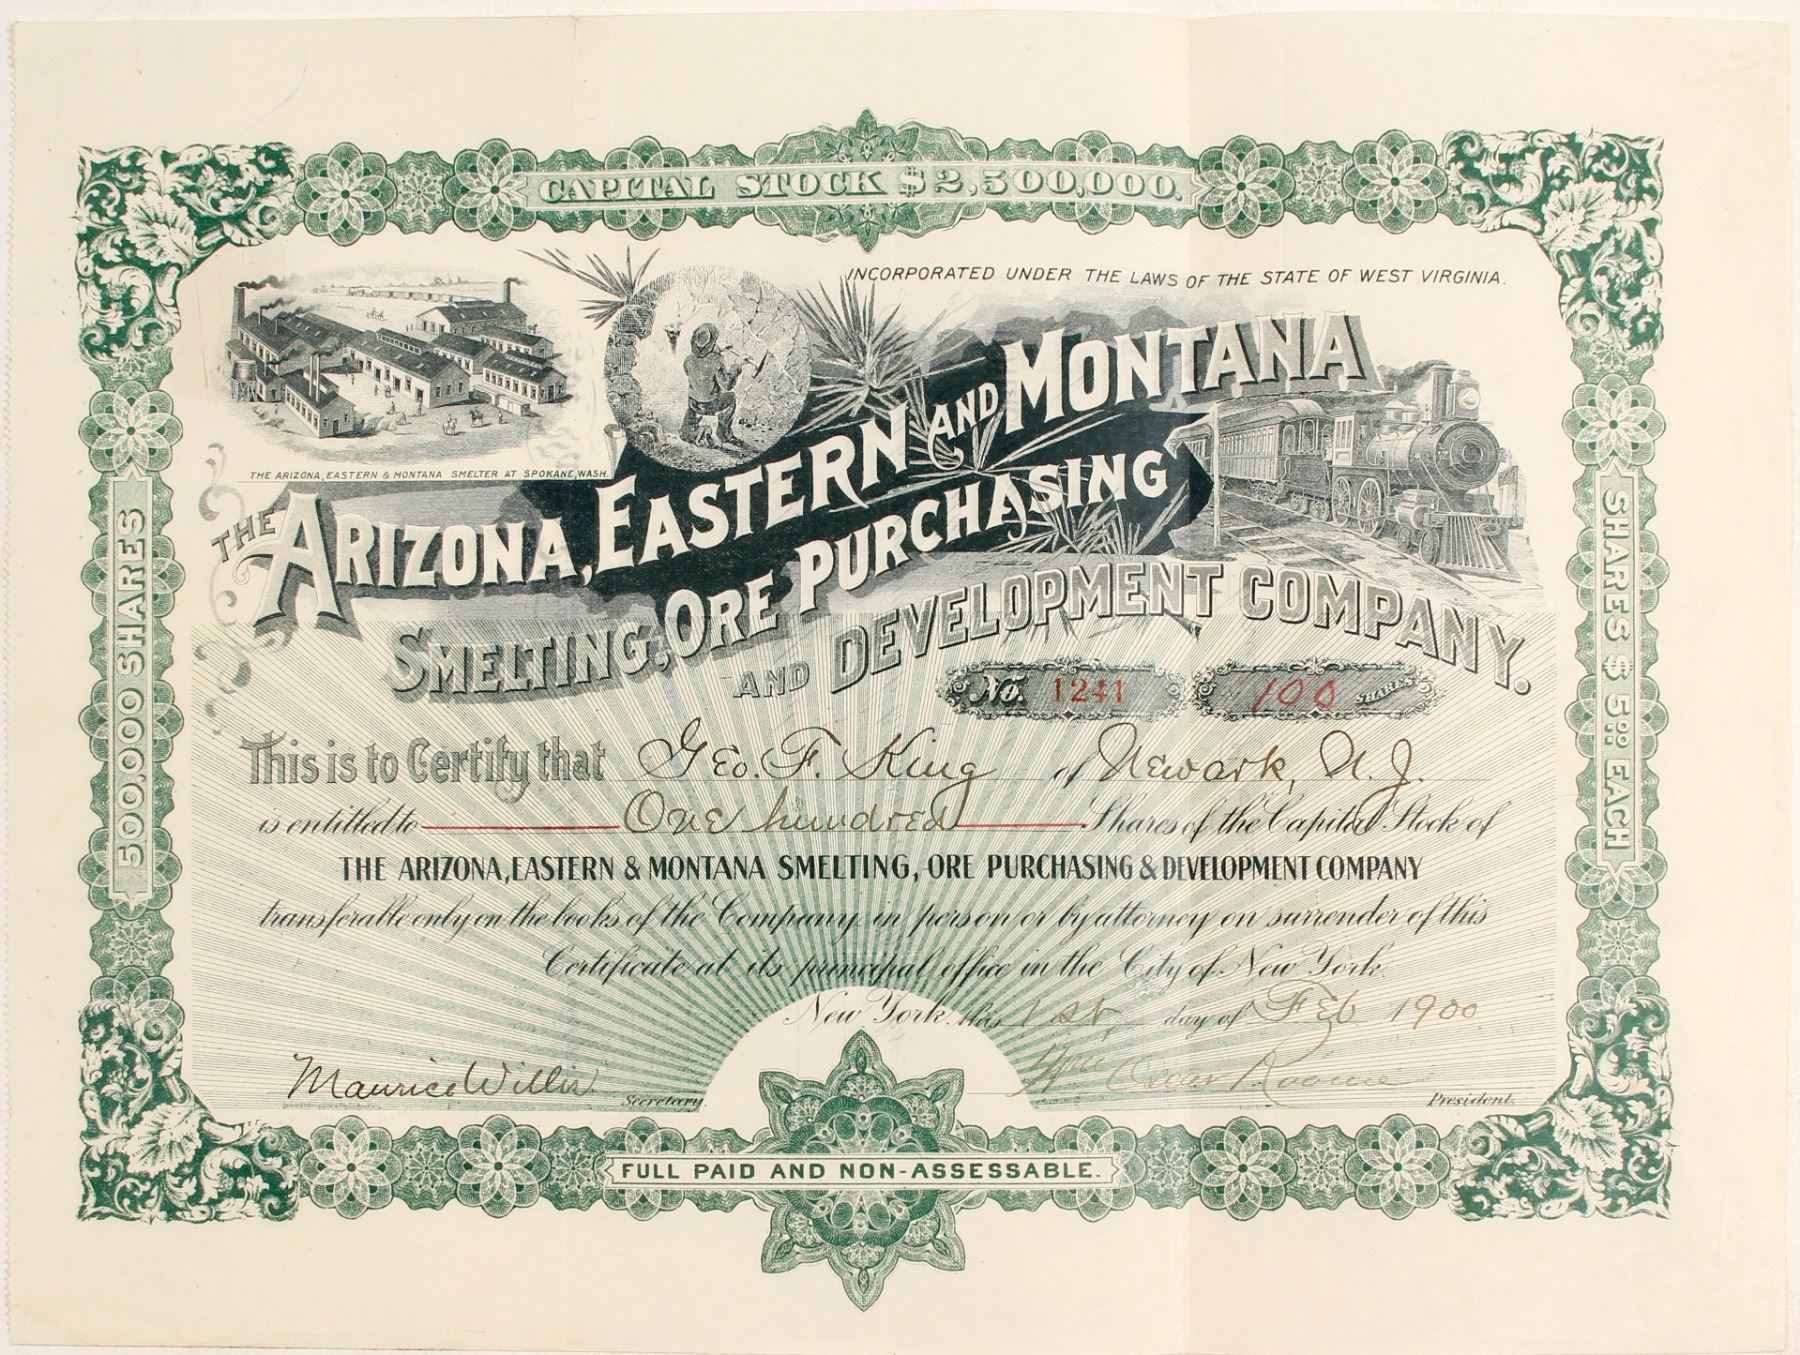 CAPITAL STOCK $2,500,000.
INCORPORATED UNDER THE LAWS OF THE STATE OF WEST VIRGINIA.
THE ARIZONA, EASTERN & MONTANA SMELTER AT SPOKANE, WASH.
THE ARIZONA, EASTERN AND MONTANA
SMELTING, ORE PURCHASING
AND DEVELOPMENT COMPANY.
No. 1241 100 SHARES
500,000 SHARES
SHARES $5.00 EACH
This is to Certify that Geo. F. King of Newark, N. J.
is entitled to One hundred Shares of the Capital Stock of
THE ARIZONA, EASTERN & MONTANA SMELTING, ORE PURCHASING & DEVELOPMENT COMPANY
transferable only on the books of the Company in person or by attorney on surrender of this
Certificate at its principal office in the City of New York.
New York, this 1st day of Feb 1900
Maurice Willis Secretary. Wm Oscar Roome President.
FULL PAID AND NON-ASSESSABLE.